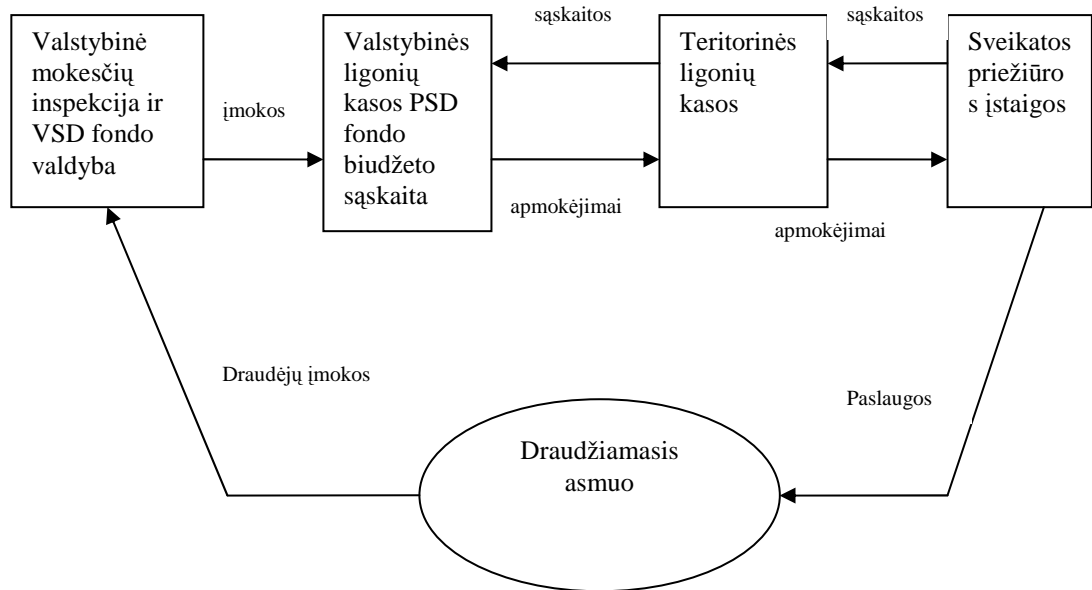 sąskaitos
sąskaitos
Valstybinė
mokesčių
inspekcija ir
VSD fondo
valdyba
įmokos
Valstybinės
ligonių
kasos PSD
fondo
biudžeto
sąskaita
apmokėjimai
Teritorinės
ligonių
kasos
apmokėjimai
Sveikatos
priežiūro
s įstaigos
Draudėjų įmokos
Paslaugos
Draudžiamasis
asmuo